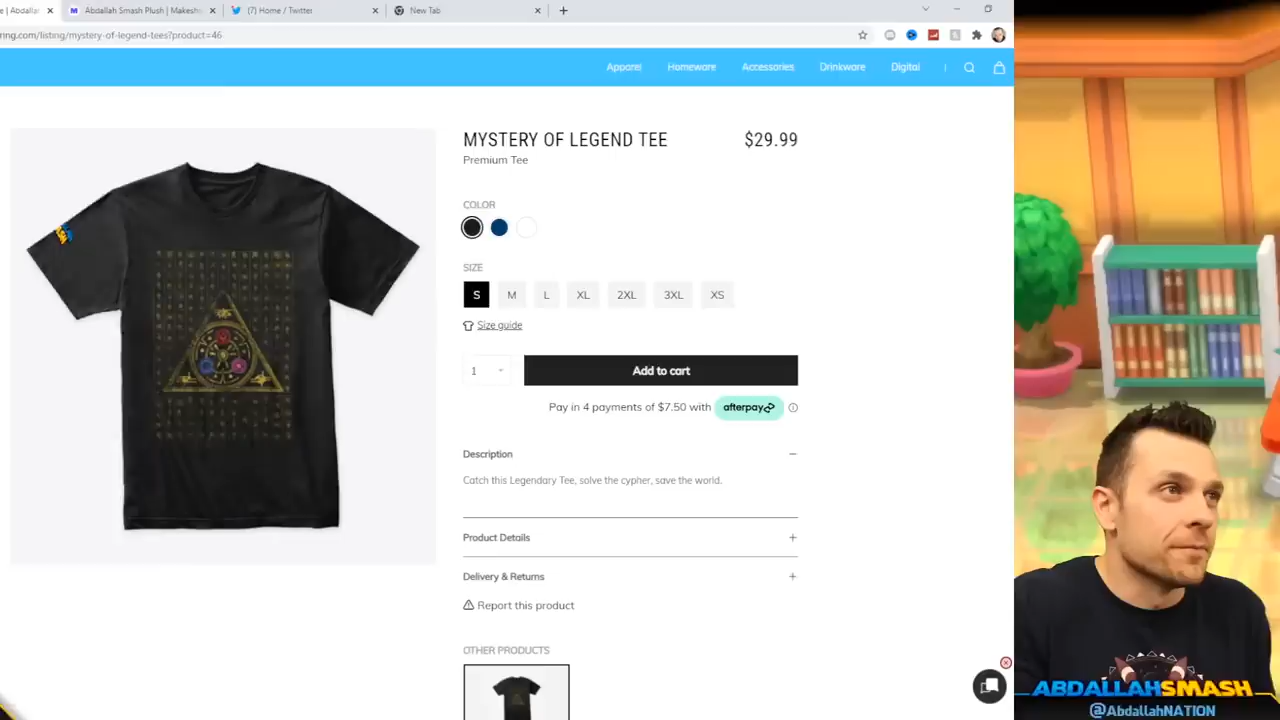 e | Abdallah
Abdallah Smash Plush | Makeshi
(7) Home / Twitter
New Tab
ring.com/listing/mystery-of-legend-tees?product=46
Apparel
Homeware
Accessories
Drinkware
Digital
MYSTERY OF LEGEND TEE
$29.99
Premium Tee
COLOR
SIZE
S
M
L
XL
2XL
3XL
XS
Size guide
1
Add to cart
Pay in 4 payments of $7.50 with afterpay
Description
Catch this Legendary Tee, solve the cypher, save the world.
Product Details
Delivery & Returns
Report this product
OTHER PRODUCTS
ABDALLAHSMASH
@AbdallahNATION